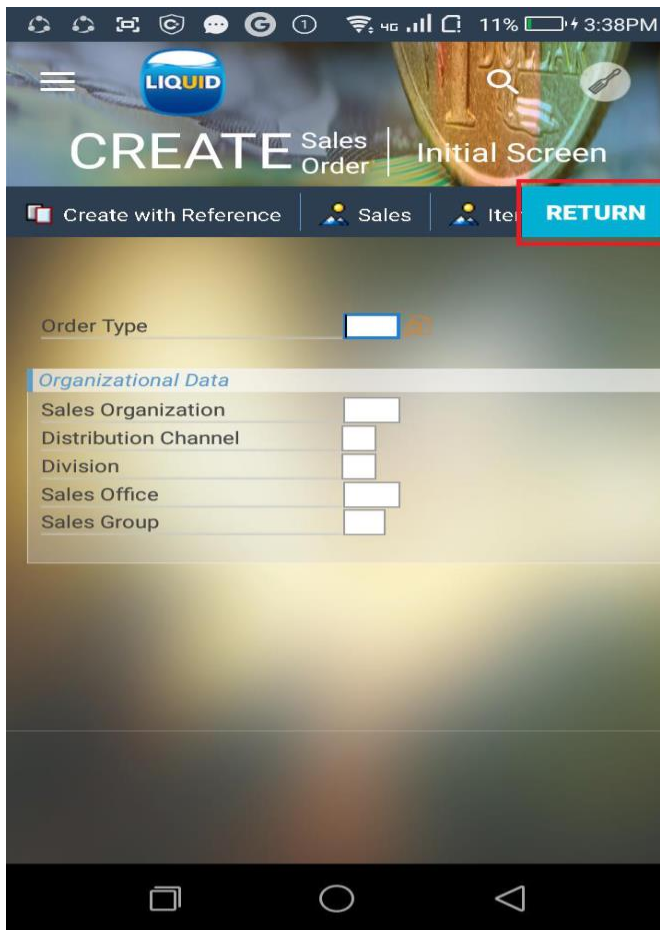 4G 11% 3:38PM
LIQUID
CREATE Sales Order Initial Screen
Create with Reference Sales Ite RETURN
Order Type
Organizational Data
Sales Organization
Distribution Channel
Division
Sales Office
Sales Group